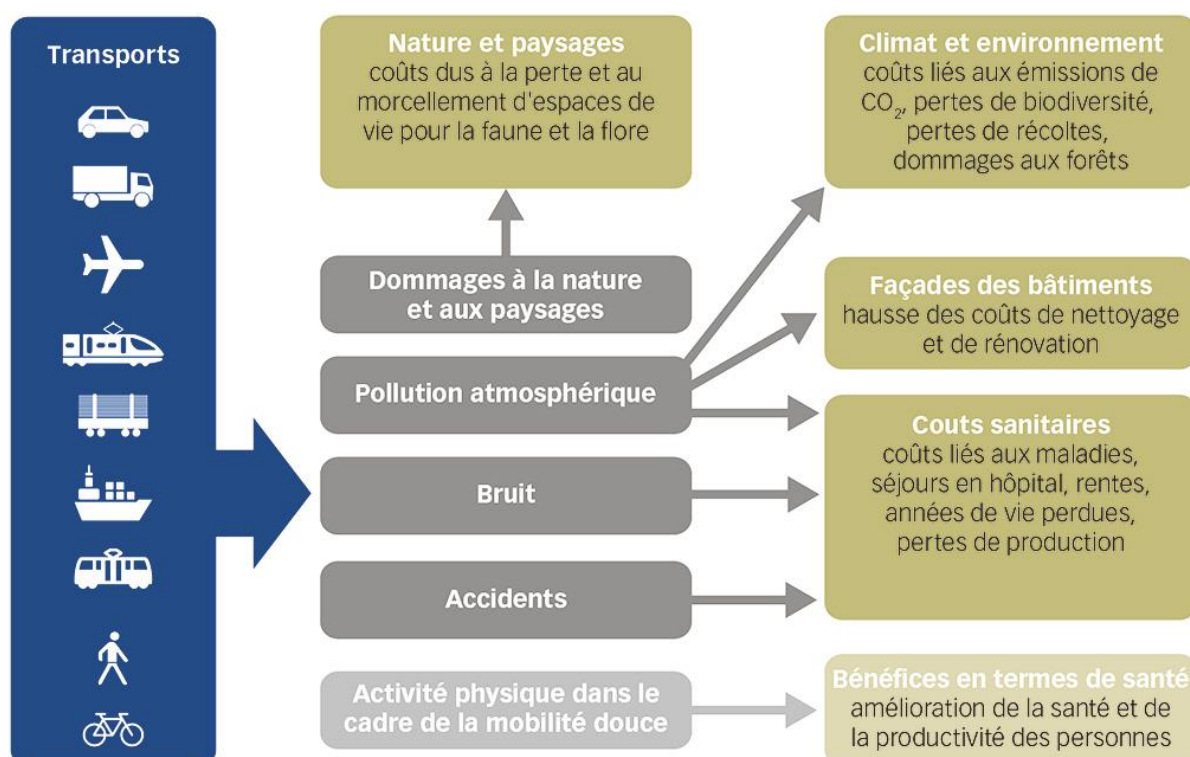 Transports
Nature et paysages
coûts dus à la perte et au
morcellement d'espaces de
vie pour la faune et la flore
Climat et environnement
coûts liés aux émissions de
CO₂, pertes de biodiversité,
pertes de récoltes,
dommages aux forêts
Dommages à la nature
et aux paysages
Façades des bâtiments
hausse des coûts de nettoyage
et de rénovation
Pollution atmosphérique
Couts sanitaires
coûts liés aux maladies,
séjours en hôpital, rentes,
années de vie perdues,
pertes de production
Bruit
Accidents
Activité physique dans le
cadre de la mobilité douce
Bénéfices en termes de santé
amélioration de la santé et de
la productivité des personnes